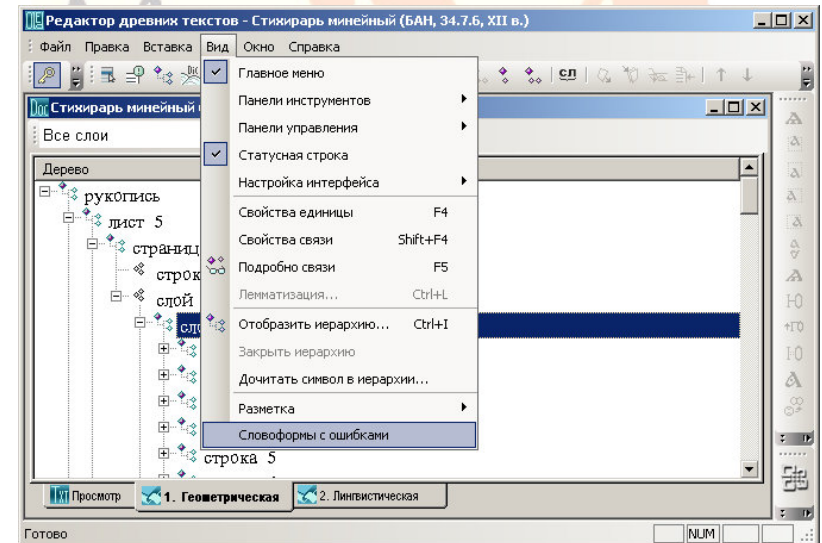 Редактор древних текстов - Стихирарь минейный (БАН, 34.7.6, XII в.)
Файл Правка Вставка Вид Окно Справка
сл
Стихирарь минейный
Все слои
Дерево
рукопись
лист 5
страниц
строк
слой
сло
строка 5
Главное меню
Панели инструментов
Панели управления
Статусная строка
Настройка интерфейса
Свойства единицы F4
Свойства связи Shift+F4
Подробно связи F5
Лемматизация... Ctrl+L
Отобразить иерархию... Ctrl+I
Закрыть иерархию
Дочитать символ в иерархии...
Разметка
Словоформы с ошибками
Txt Просмотр 1. Геометрическая 2. Лингвистическая
Готово NUM